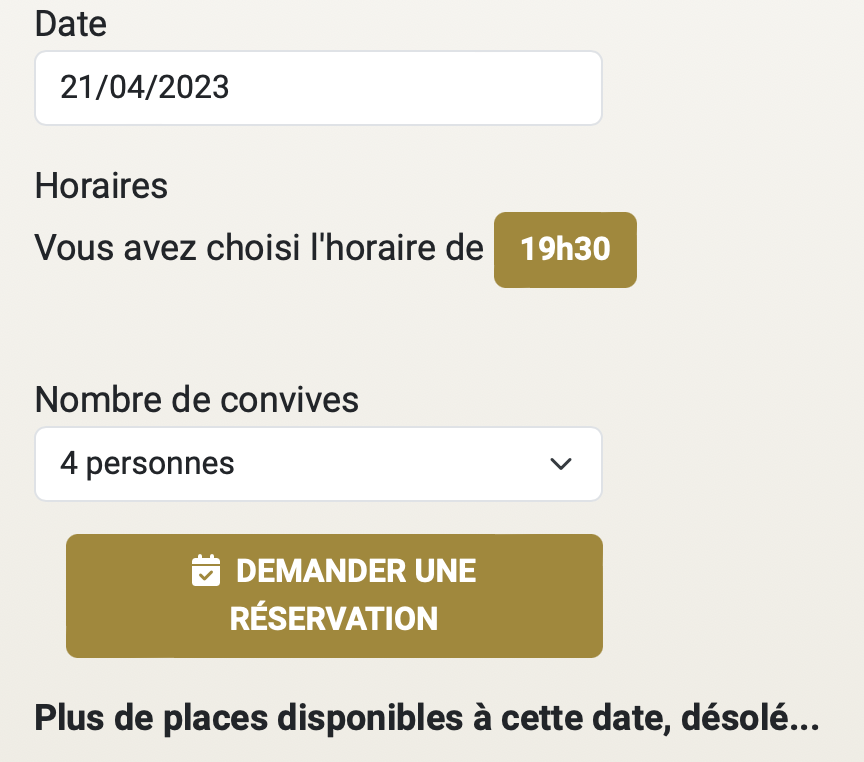 Date
21/04/2023
Horaires
Vous avez choisi l'horaire de 19h30
Nombre de convives
4 personnes
DEMANDER UNE
RÉSERVATION
Plus de places disponibles à cette date, désolé...